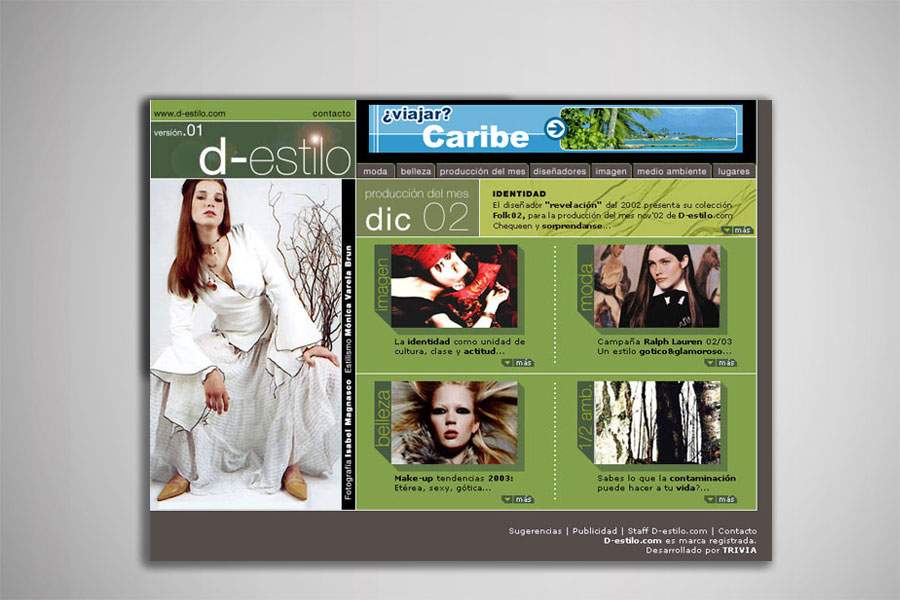 www.d-estilo.com
contacto
versión.01
d-estilo
¿viajar?
Caribe
moda
belleza
producción del mes
diseñadores
imagen
medio ambiente
lugares
producción del mes
dic 02
IDENTIDAD
El diseñador "revelación" del 2002 presenta su colección
Folk02, para la producción del mes nov'02 de D-estilo.com
Chequeen y sorprendanse...
más
Fotografía Isabel Magnasco Estilismo Mónica Varela Brun
imagen
La identidad como unidad de
cultura, clase y actitud...
más
moda
Campaña Ralph Lauren 02/03
Un estilo gotico&glamoroso...
más
belleza
Make-up tendencias 2003:
Etérea, sexy, gótica...
más
1/2 amb.
Sabes lo que la contaminación
puede hacer a tu vida?...
más
Sugerencias | Publicidad | Staff D-estilo.com | Contacto
D-estilo.com es marca registrada.
Desarrollado por TRIVIA